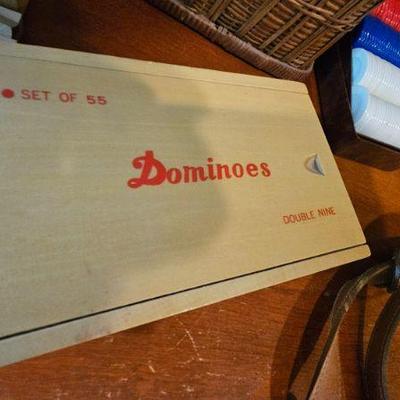 ● SET OF 55
Dominoes
DOUBLE NINE